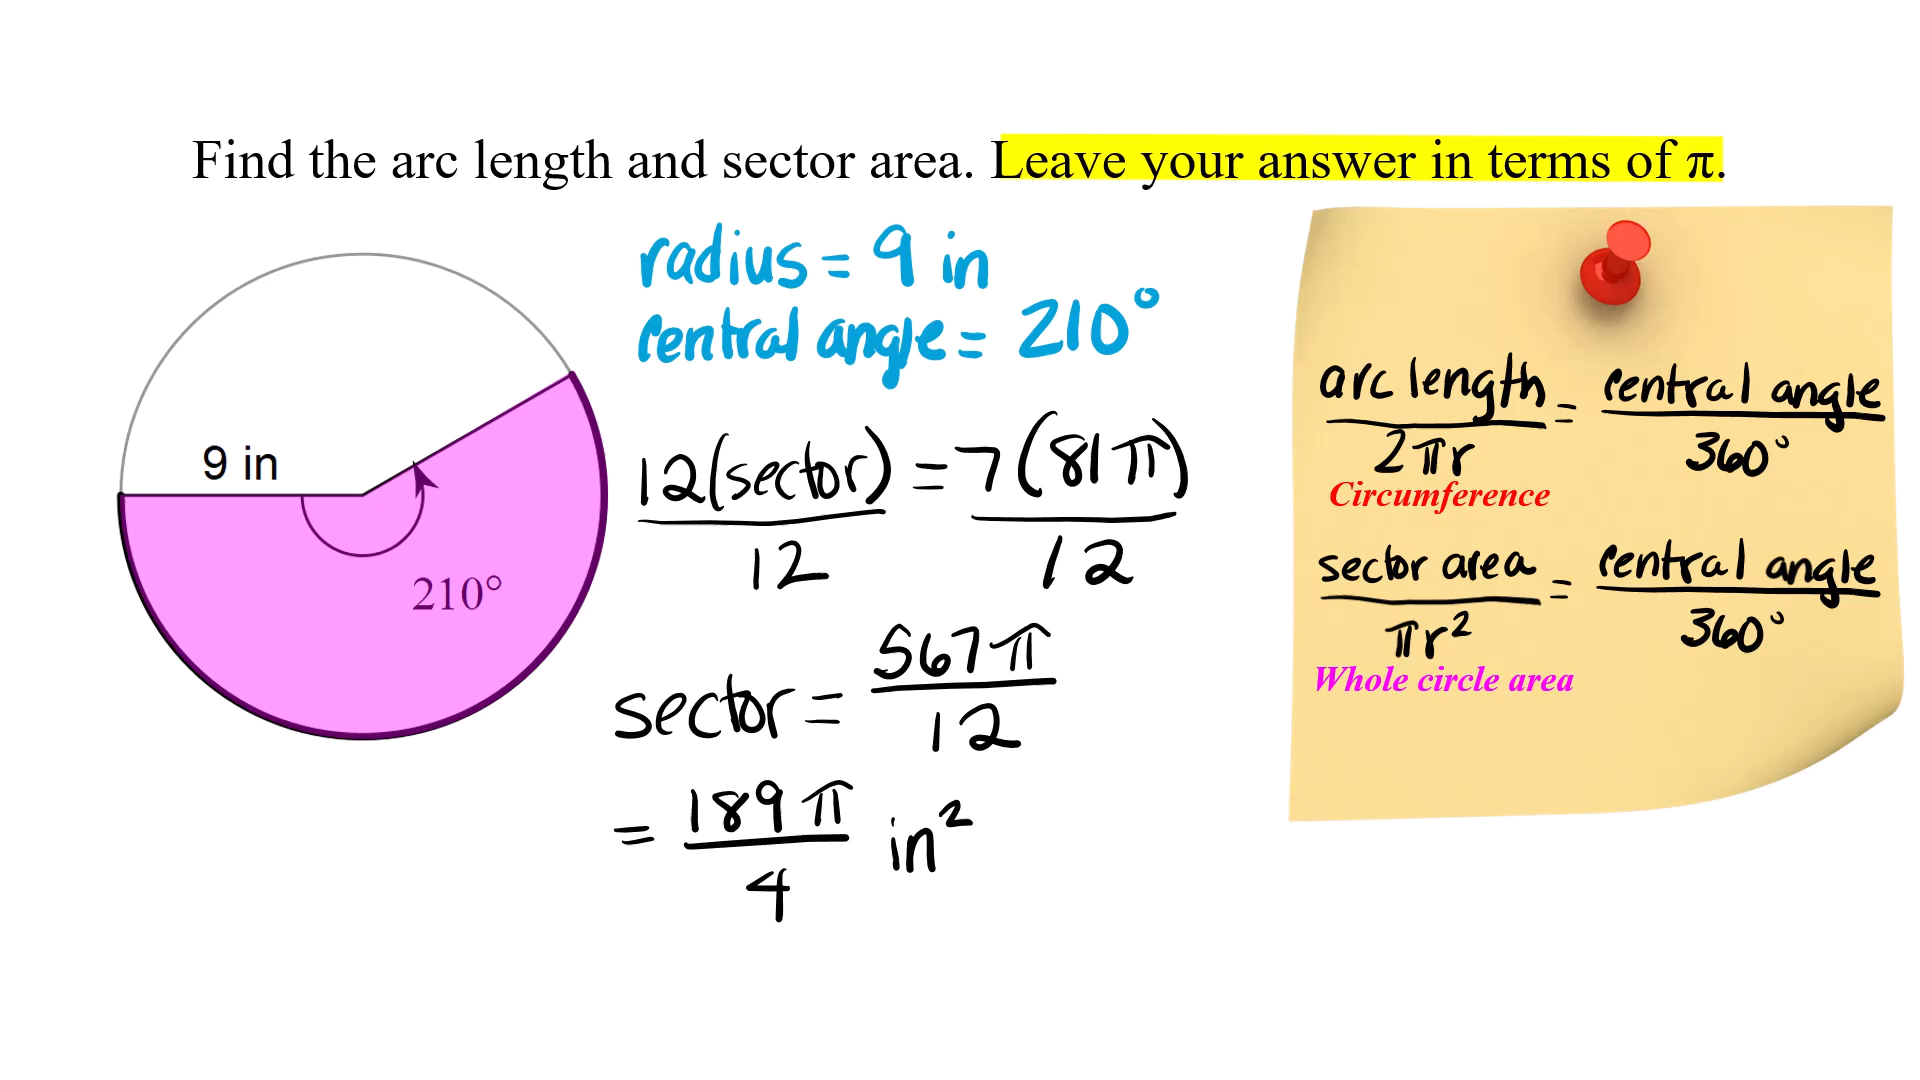 Find the arc length and sector area. Leave your answer in terms of π.
radius = 9 in
central angle = 210°
9 in
210°
12(sector) = 7(81π)
12 12
sector = 567π
12
= 189π in²
4
arc length = central angle
2πr 360°
Circumference
sector area = central angle
πr² 360°
Whole circle area